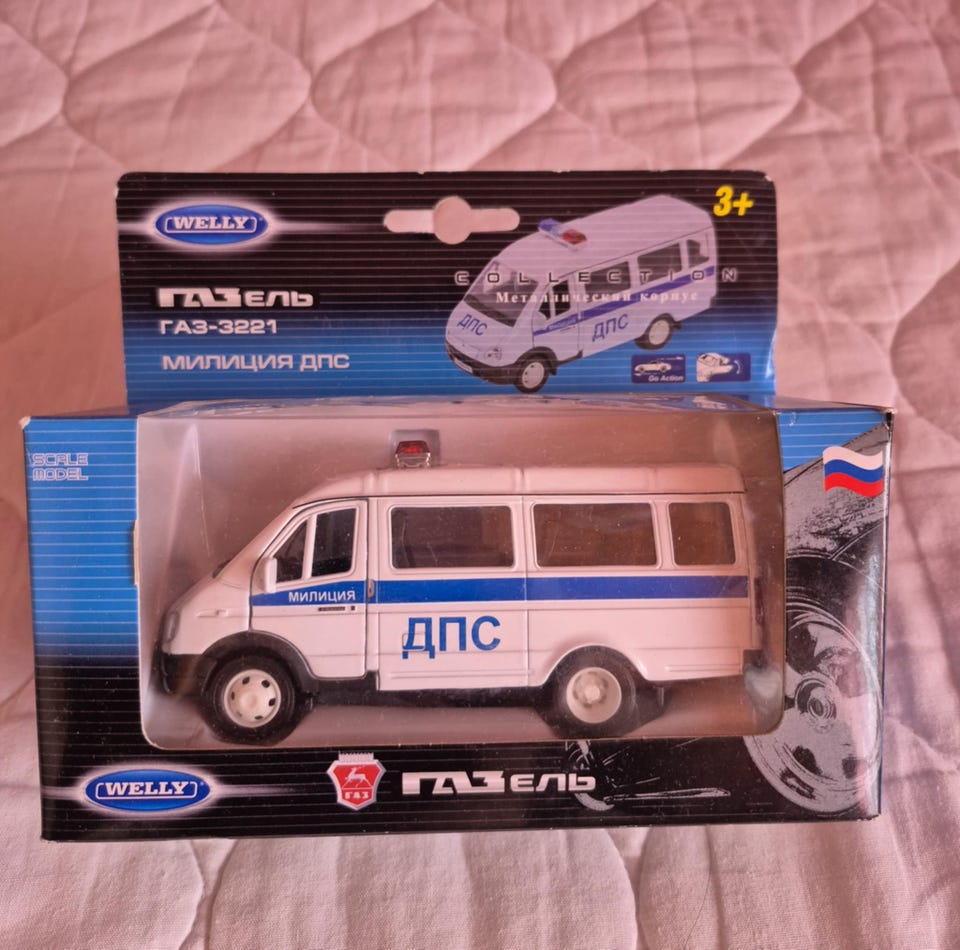 WELLY
3+
COLLECTION
Металлический корпус
ГАЗЕЛЬ
ГАЗ-3221
МИЛИЦИЯ ДПС
ДПС
ДПС
Go Action
SCALE
MODEL
МИЛИЦИЯ
ДПС
WELLY
ГАЗ
ГАЗЕЛЬ